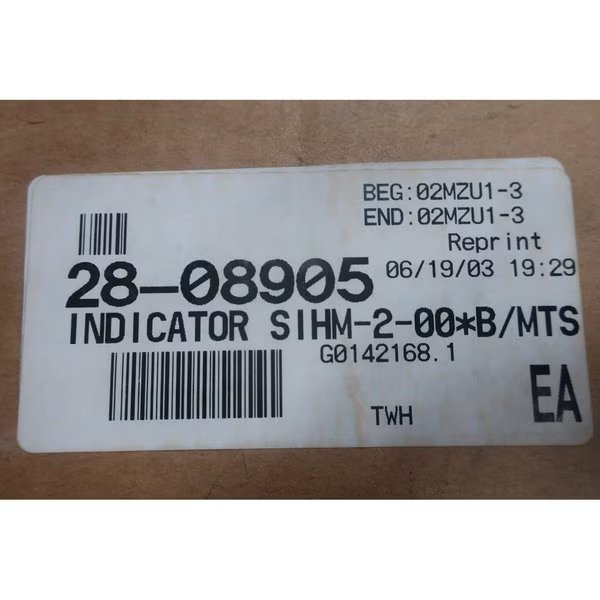 BEG:02MZU1-3
END:02MZU1-3
Reprint
28-08905 06/19/03 19:29
INDICATOR SIHM-2-00*B/MTS
G0142168.1
TWH EA